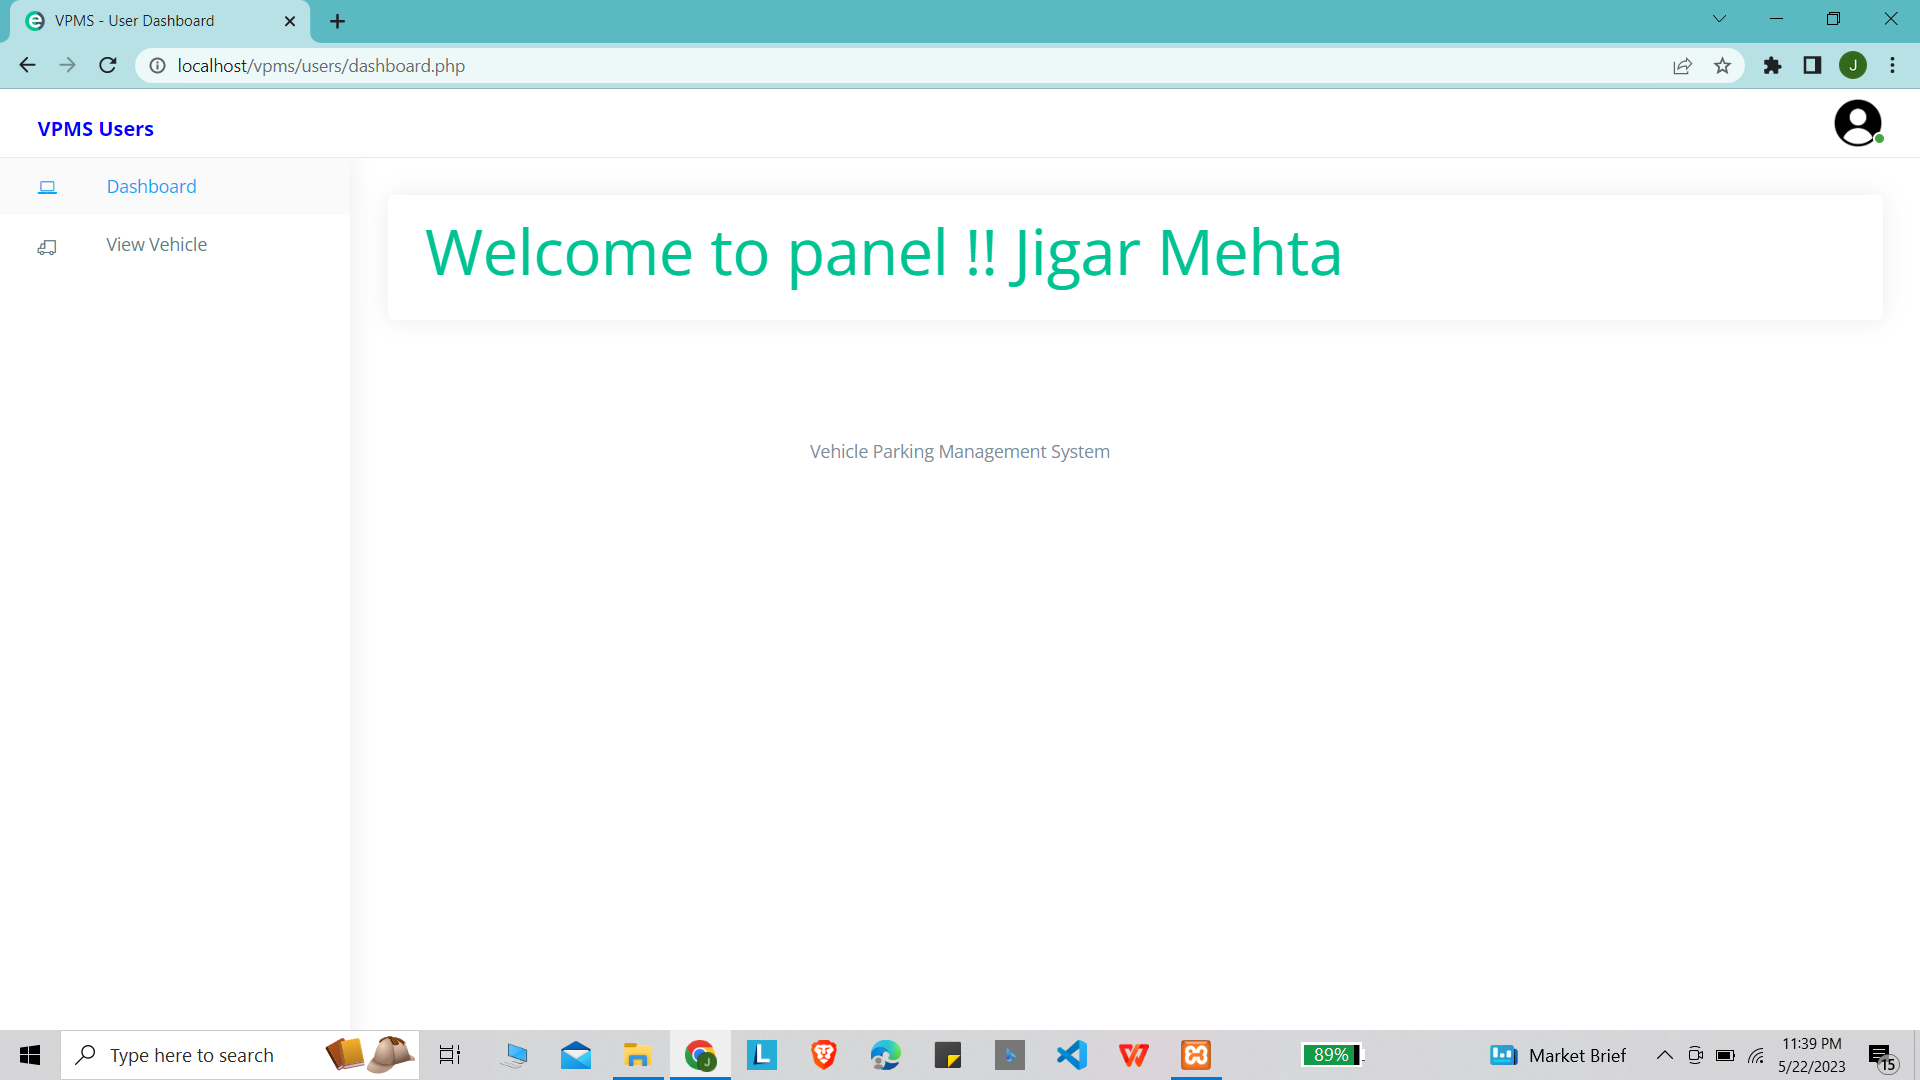 VPMS - User Dashboard
localhost/vpms/users/dashboard.php
J
VPMS Users
Dashboard
View Vehicle
Welcome to panel !! Jigar Mehta
Vehicle Parking Management System
Type here to search
J
L
89%
Market Brief
11:39 PM
5/22/2023
15